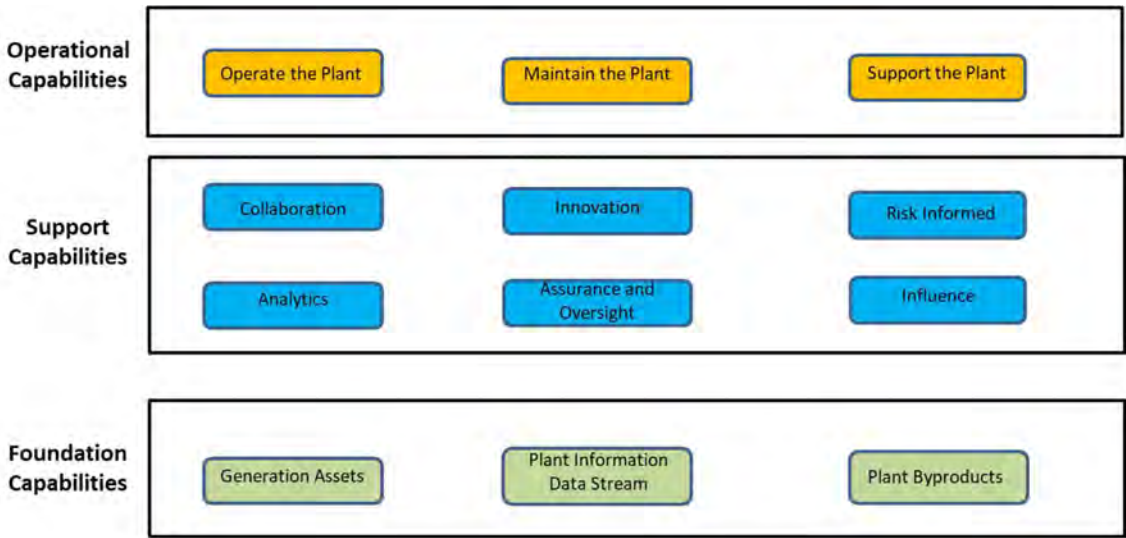 Operational
Capabilities
Operate the Plant
Maintain the Plant
Support the Plant
Support
Capabilities
Collaboration
Innovation
Risk Informed
Analytics
Assurance and
Oversight
Influence
Foundation
Capabilities
Generation Assets
Plant Information
Data Stream
Plant Byproducts